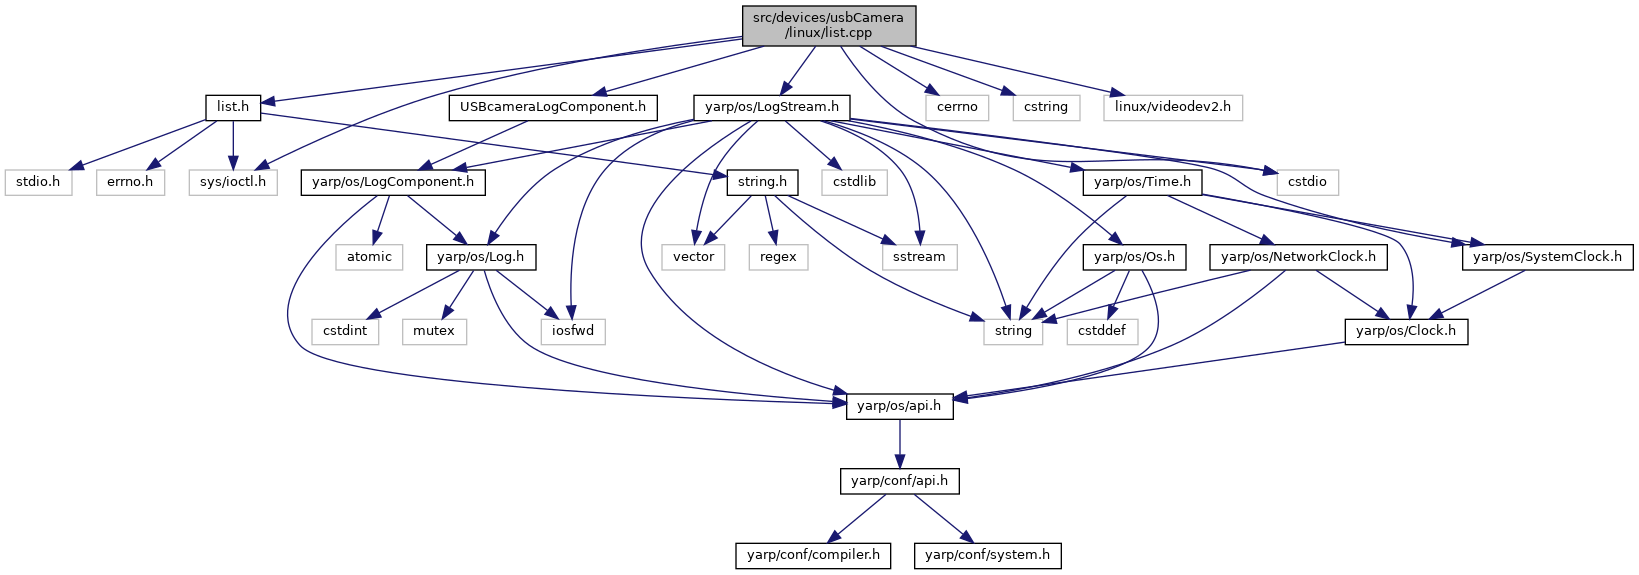 src/devices/usbCamera
/linux/list.cpp
list.h
USBcameraLogComponent.h
yarp/os/LogStream.h
cerrno
cstring
linux/videodev2.h
stdio.h
errno.h
sys/ioctl.h
yarp/os/LogComponent.h
string.h
cstdlib
yarp/os/Time.h
cstdio
atomic
yarp/os/Log.h
vector
regex
sstream
yarp/os/Os.h
yarp/os/NetworkClock.h
yarp/os/SystemClock.h
cstdint
mutex
iosfwd
string
cstddef
yarp/os/Clock.h
yarp/os/api.h
yarp/conf/api.h
yarp/conf/compiler.h
yarp/conf/system.h